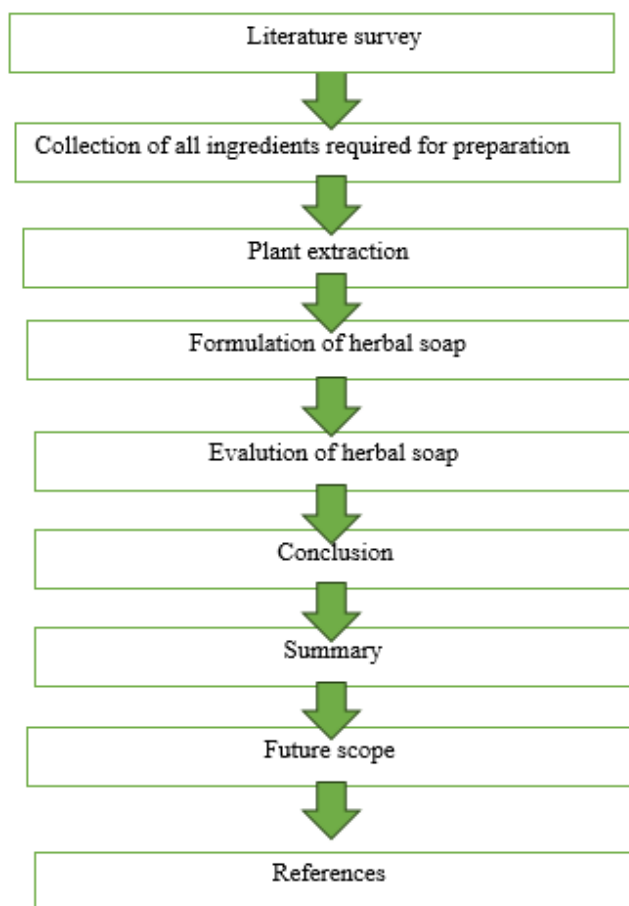 Literature survey
Collection of all ingredients required for preparation
Plant extraction
Formulation of herbal soap
Evalution of herbal soap
Conclusion
Summary
Future scope
References